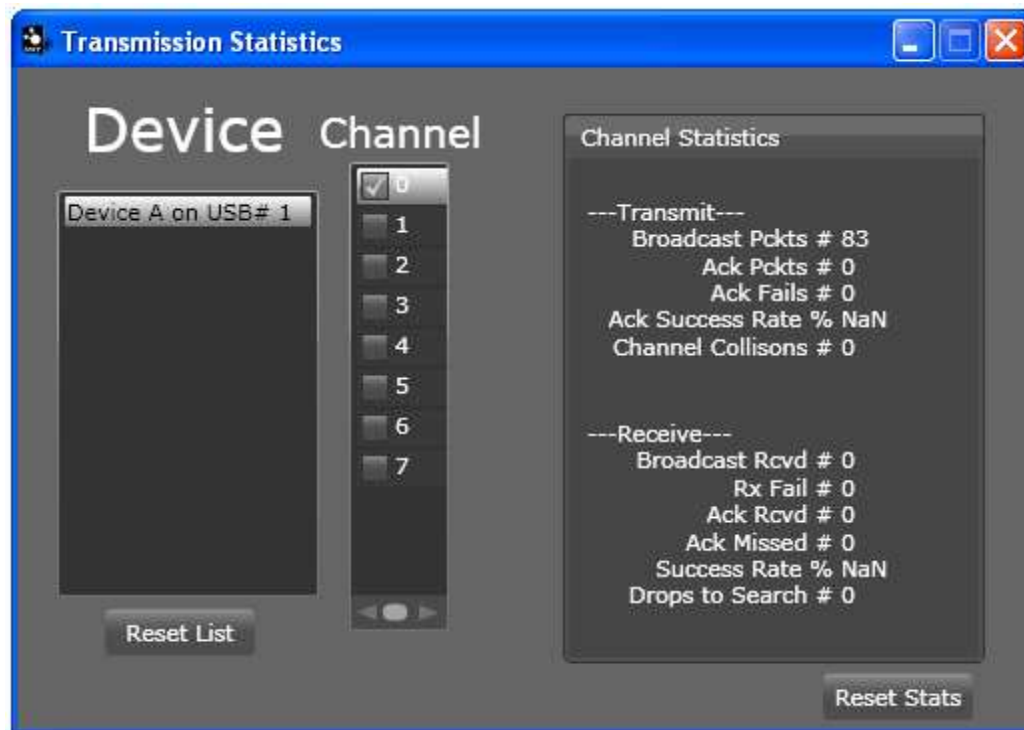 Transmission Statistics
Device
Channel
Device A on USB# 1
0
1
2
3
4
5
6
7
Reset List
Channel Statistics
---Transmit---
Broadcast Pckts # 83
Ack Pckts # 0
Ack Fails # 0
Ack Success Rate % NaN
Channel Collisons # 0
---Receive---
Broadcast Rcvd # 0
Rx Fail # 0
Ack Rcvd # 0
Ack Missed # 0
Success Rate % NaN
Drops to Search # 0
Reset Stats